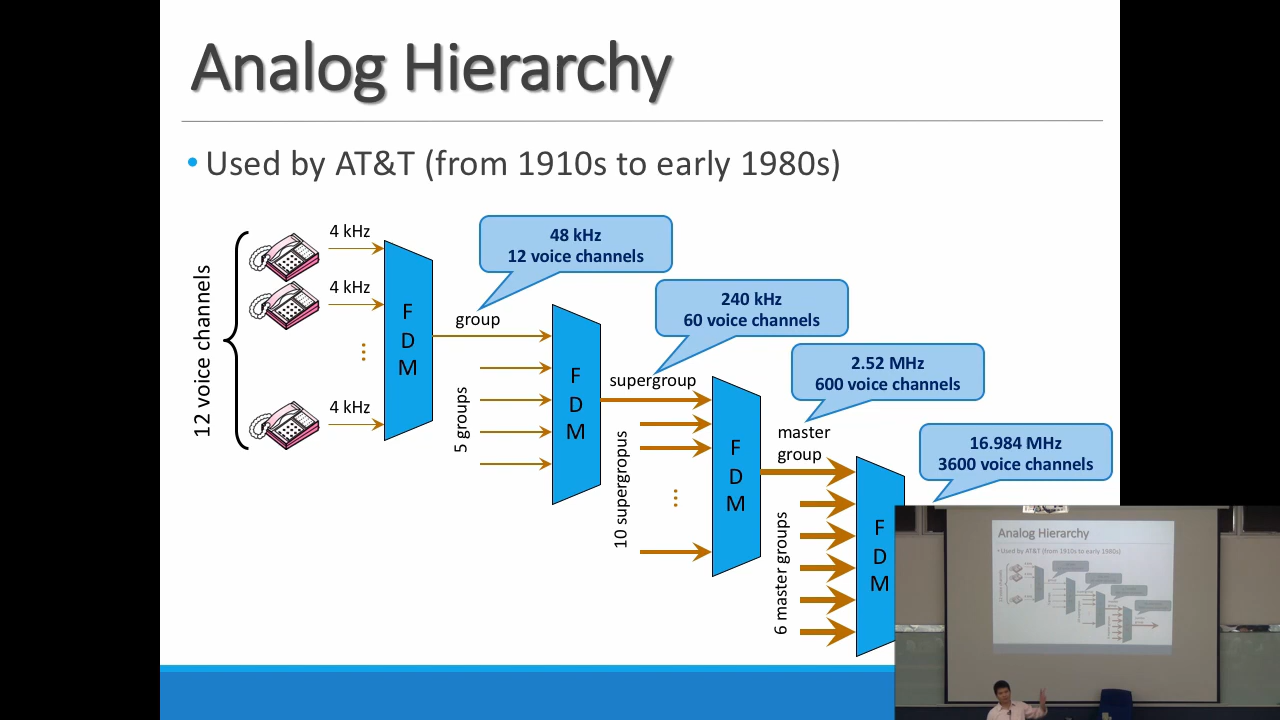 Analog Hierarchy
• Used by AT&T (from 1910s to early 1980s)
12 voice channels
4 kHz
4 kHz
...
4 kHz
F
D
M
48 kHz
12 voice channels
group
5 groups
F
D
M
240 kHz
60 voice channels
supergroup
10 supergropus
...
F
D
M
2.52 MHz
600 voice channels
master
group
6 master groups
F
D
M
16.984 MHz
3600 voice channels
Analog Hierarchy
• Used by AT&T (from 1910s to early 1980s)